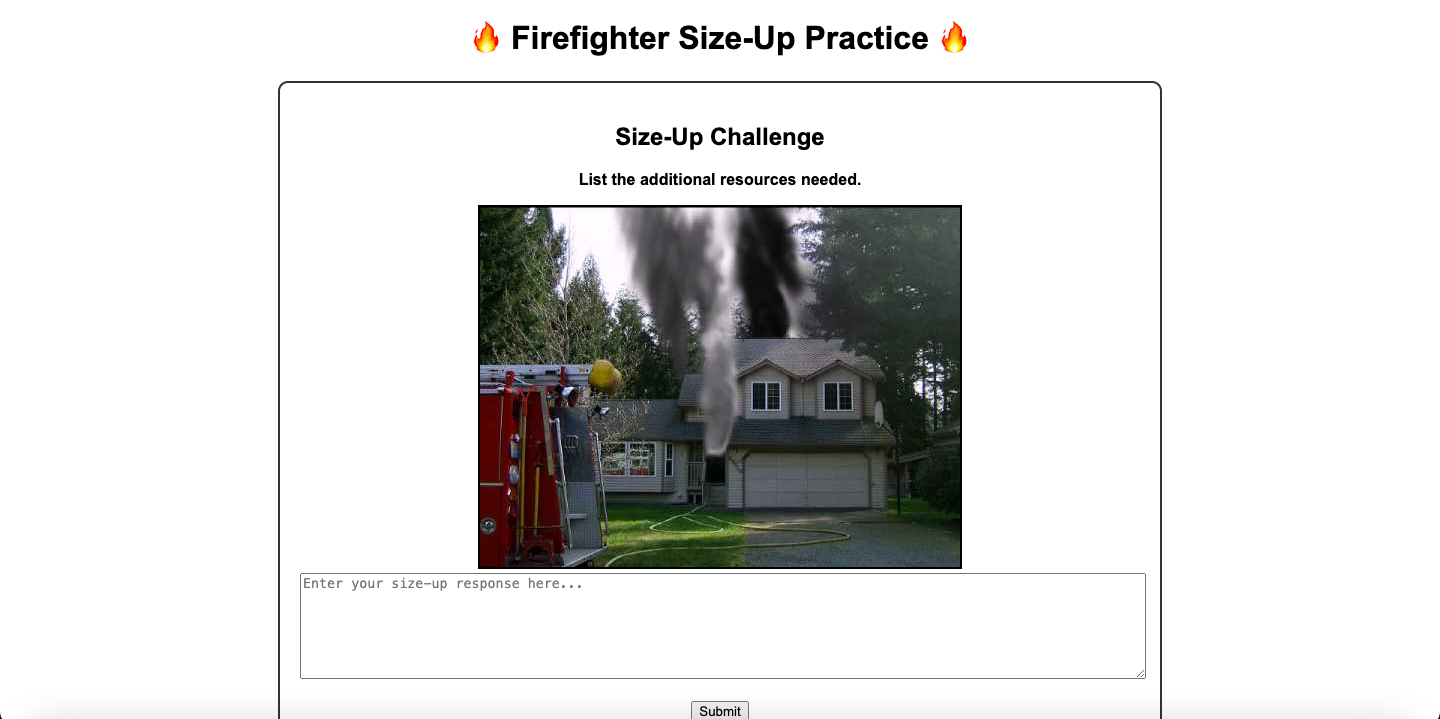 🔥 Firefighter Size-Up Practice 🔥
Size-Up Challenge
List the additional resources needed.
Enter your size-up response here...
Submit